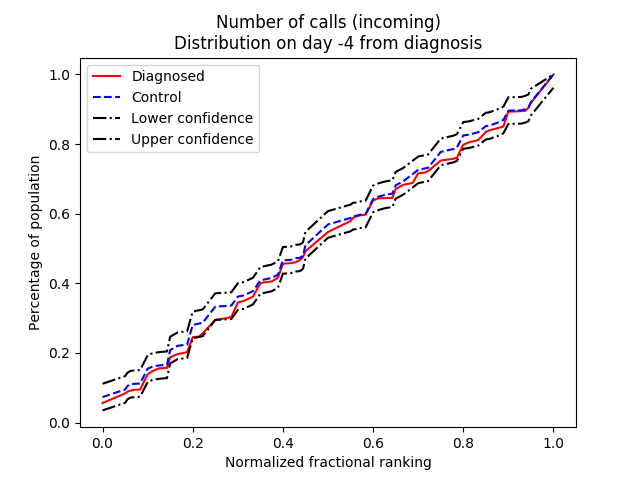 Number of calls (incoming)
Distribution on day -4 from diagnosis
Diagnosed
Control
Lower confidence
Upper confidence
Percentage of population
1.0
0.8
0.6
0.4
0.2
0.0
0.0 0.2 0.4 0.6 0.8 1.0
Normalized fractional ranking